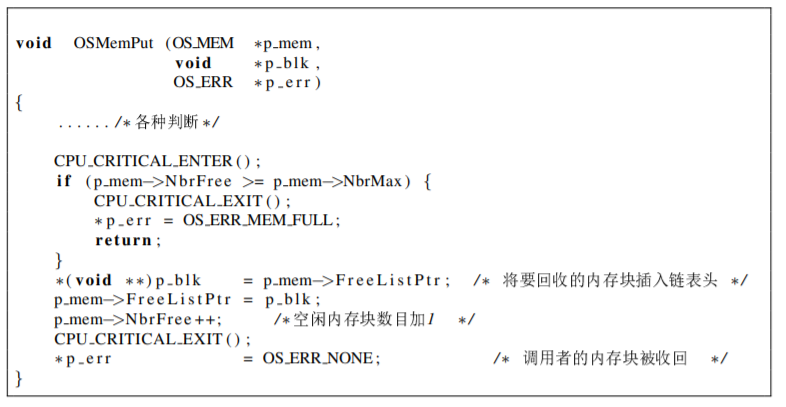 void OSMemPut (OS_MEM *p_mem,
void *p_blk,
OS_ERR *p_err)
{
....../*各种判断*/
CPU_CRITICAL_ENTER();
if (p_mem->NbrFree >= p_mem->NbrMax) {
CPU_CRITICAL_EXIT();
*p_err = OS_ERR_MEM_FULL;
return;
}
*(void **)p_blk = p_mem->FreeListPtr; /* 将要回收的内存块插入链表头 */
p_mem->FreeListPtr = p_blk;
p_mem->NbrFree++; /*空闲内存块数目加1 */
CPU_CRITICAL_EXIT();
*p_err = OS_ERR_NONE; /* 调用者的内存块被收回 */
}